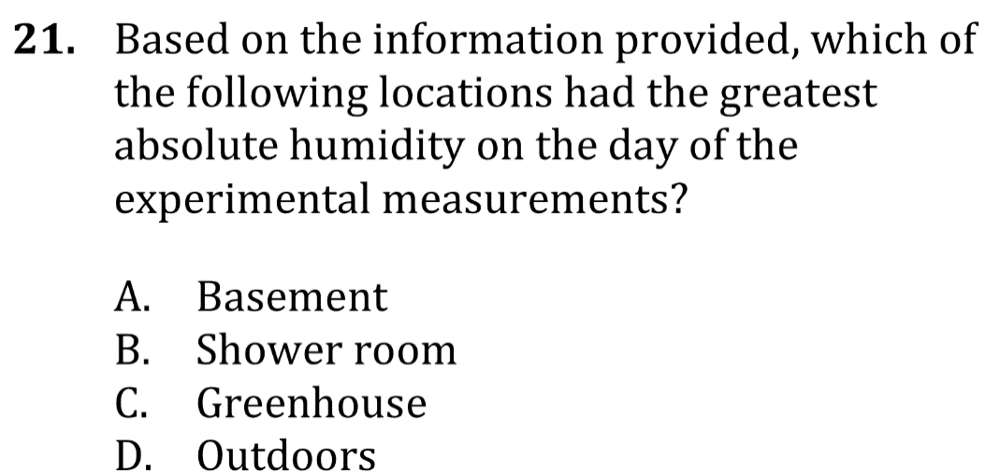 21. Based on the information provided, which of
the following locations had the greatest
absolute humidity on the day of the
experimental measurements?
A. Basement
B. Shower room
C. Greenhouse
D. Outdoors